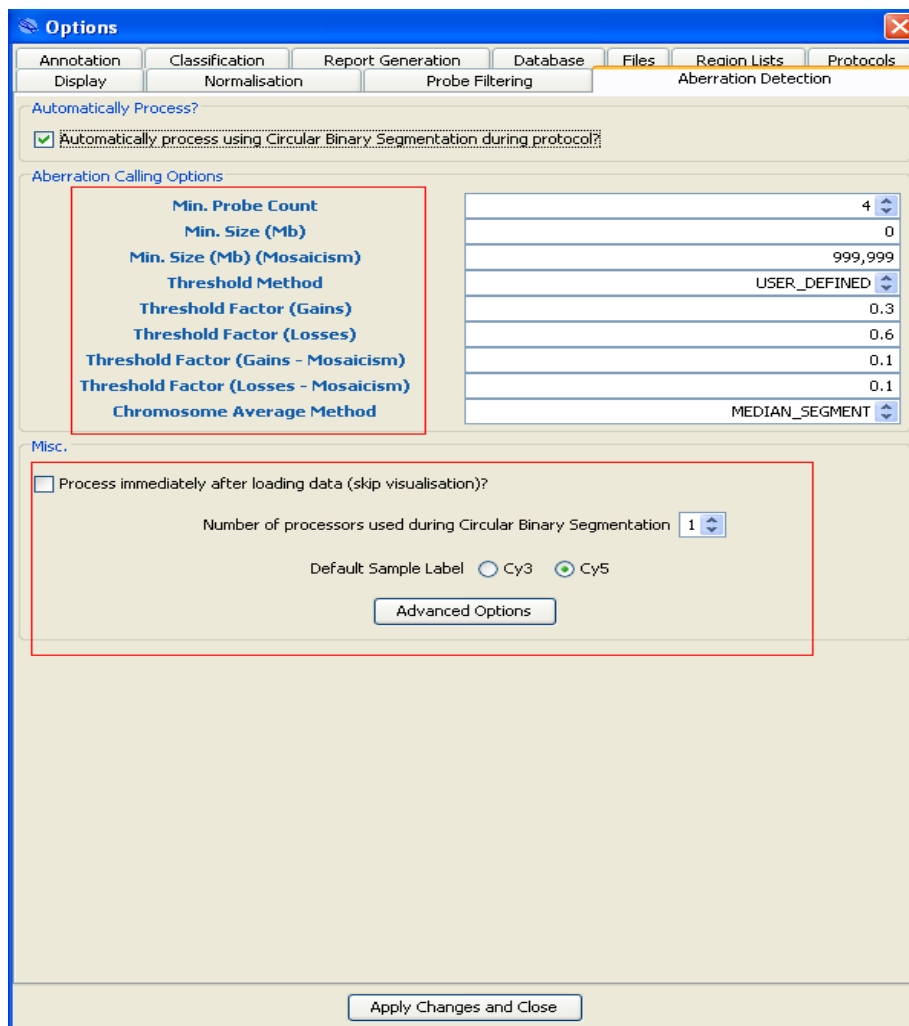 Options
Annotation Classification Report Generation Database Files Region Lists Protocols
Display Normalisation Probe Filtering Aberration Detection
Automatically Process?
Automatically process using Circular Binary Segmentation during protocol?
Aberration Calling Options
Min. Probe Count 4
Min. Size (Mb) 0
Min. Size (Mb) (Mosaicism) 999,999
Threshold Method USER_DEFINED
Threshold Factor (Gains) 0.3
Threshold Factor (Losses) 0.6
Threshold Factor (Gains - Mosaicism) 0.1
Threshold Factor (Losses - Mosaicism) 0.1
Chromosome Average Method MEDIAN_SEGMENT
Misc.
Process immediately after loading data (skip visualisation)?
Number of processors used during Circular Binary Segmentation 1
Default Sample Label Cy3 Cy5
Advanced Options
Apply Changes and Close